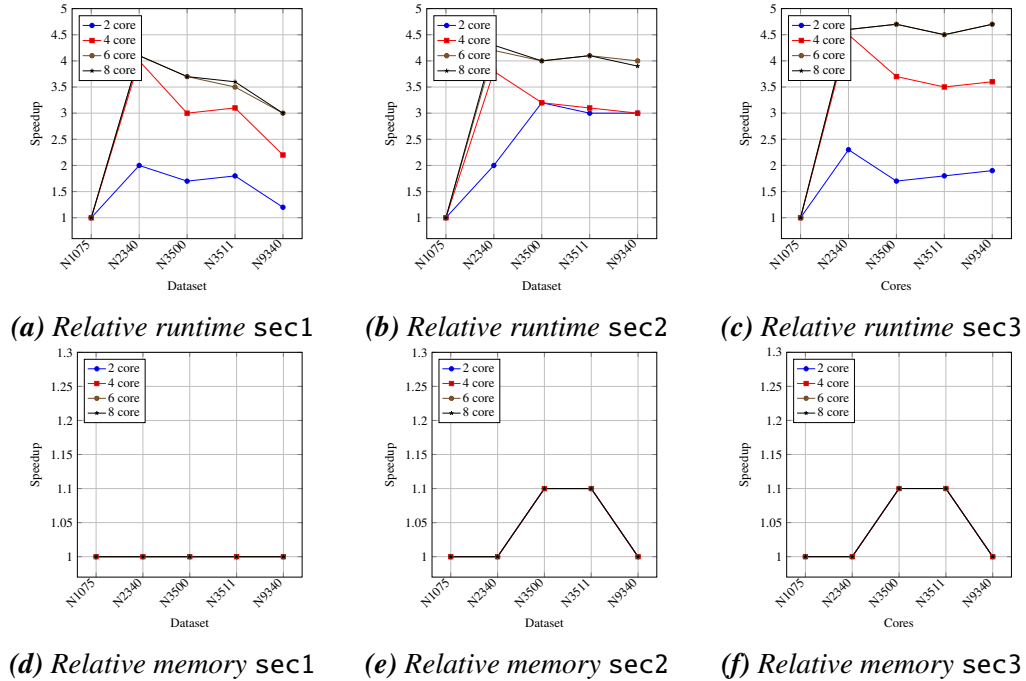 5
4.5
4
3.5
3
2.5
2
1.5
1
Speedup
2 core
4 core
6 core
8 core
N1075
N2340
N3500
N3511
N9340
Dataset
(a) Relative runtime sec1
5
4.5
4
3.5
3
2.5
2
1.5
1
Speedup
2 core
4 core
6 core
8 core
N1075
N2340
N3500
N3511
N9340
Dataset
(b) Relative runtime sec2
5
4.5
4
3.5
3
2.5
2
1.5
1
Speedup
2 core
4 core
6 core
8 core
N1075
N2340
N3500
N3511
N9340
Cores
(c) Relative runtime sec3
1.3
1.25
1.2
1.15
1.1
1.05
1
Speedup
2 core
4 core
6 core
8 core
N1075
N2340
N3500
N3511
N9340
Dataset
(d) Relative memory sec1
1.3
1.25
1.2
1.15
1.1
1.05
1
Speedup
2 core
4 core
6 core
8 core
N1075
N2340
N3500
N3511
N9340
Dataset
(e) Relative memory sec2
1.3
1.25
1.2
1.15
1.1
1.05
1
Speedup
2 core
4 core
6 core
8 core
N1075
N2340
N3500
N3511
N9340
Cores
(f) Relative memory sec3